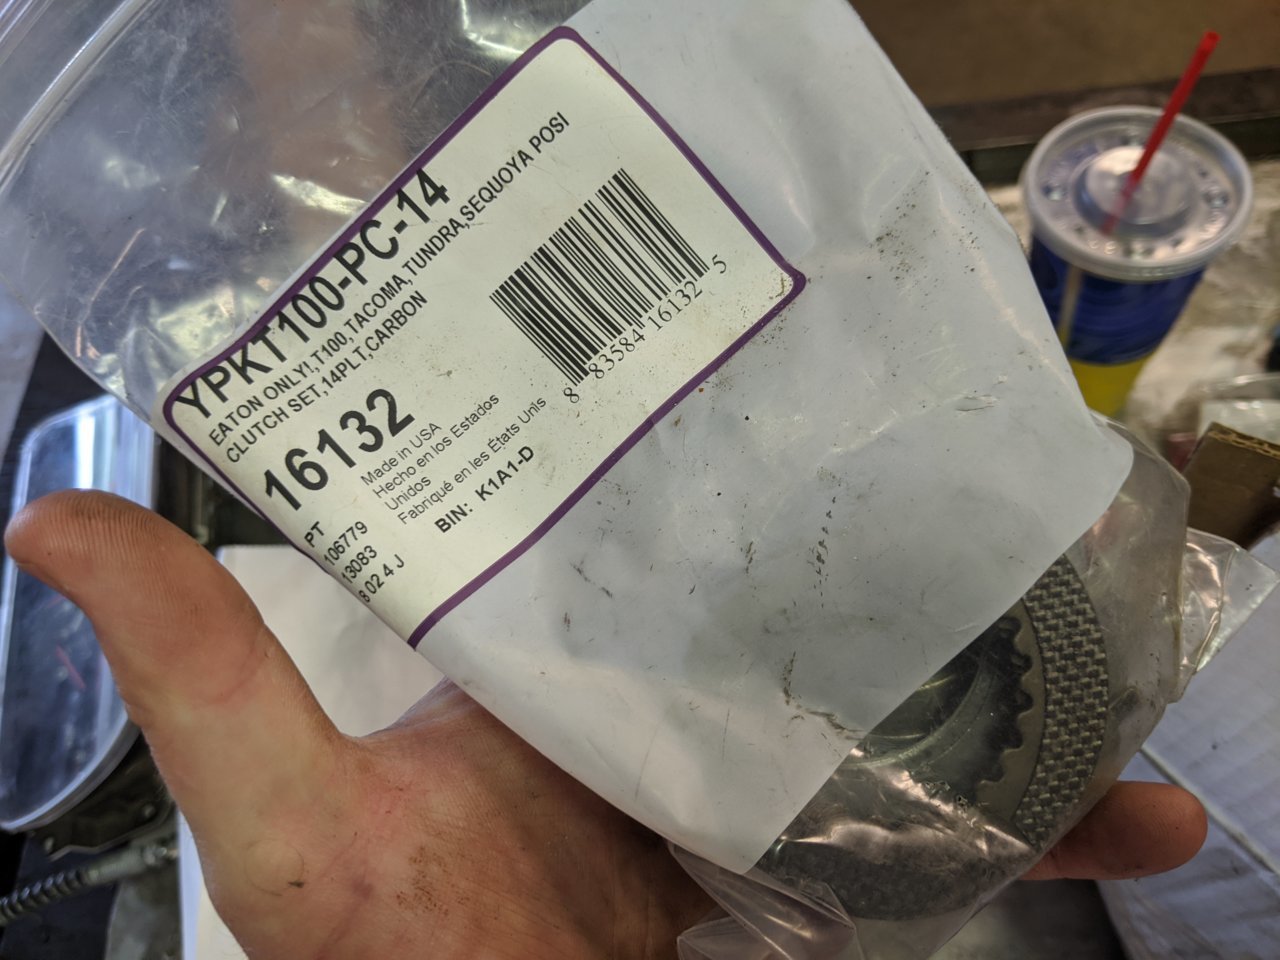 YPKT100-PC-14
EATON ONLY!,T100,TACOMA,TUNDRA,SEQUOYA POSI
CLUTCH SET,14PLT,CARBON
16132
Made in USA
Hecho en los Estados
Unidos
Fabriqué en les États Unis
8 83584 16132 5
PT
106779
13083
8 02 4 J
BIN: K1A1-D